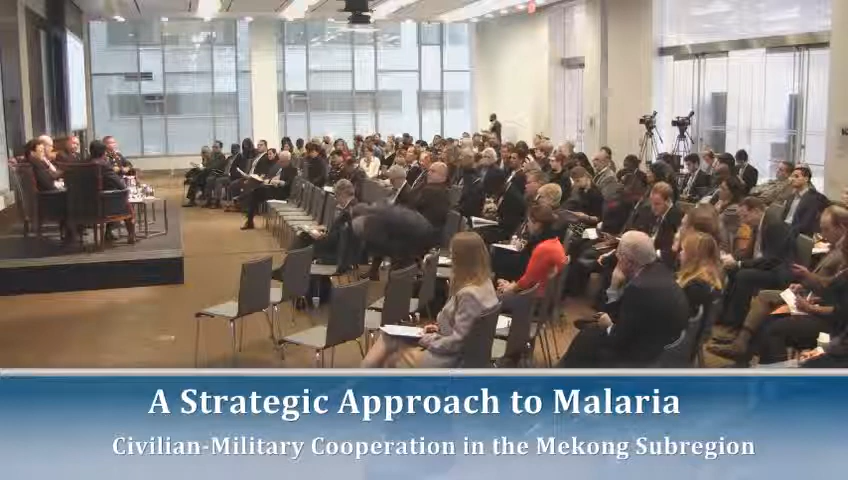 A Strategic Approach to Malaria
Civilian-Military Cooperation in the Mekong Subregion